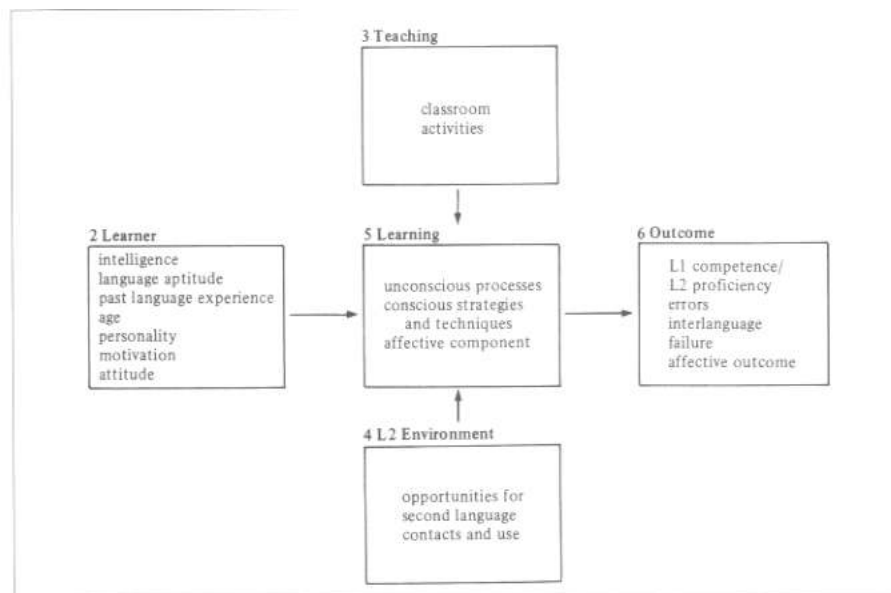 3 Teaching
classroom
activities
2 Learner
intelligence
language aptitude
past language experience
age
personality
motivation
attitude
5 Learning
unconscious processes
conscious strategies
and techniques
affective component
6 Outcome
L1 competence/
L2 proficiency
errors
interlanguage
failure
affective outcome
4 L2 Environment
opportunities for
second language
contacts and use